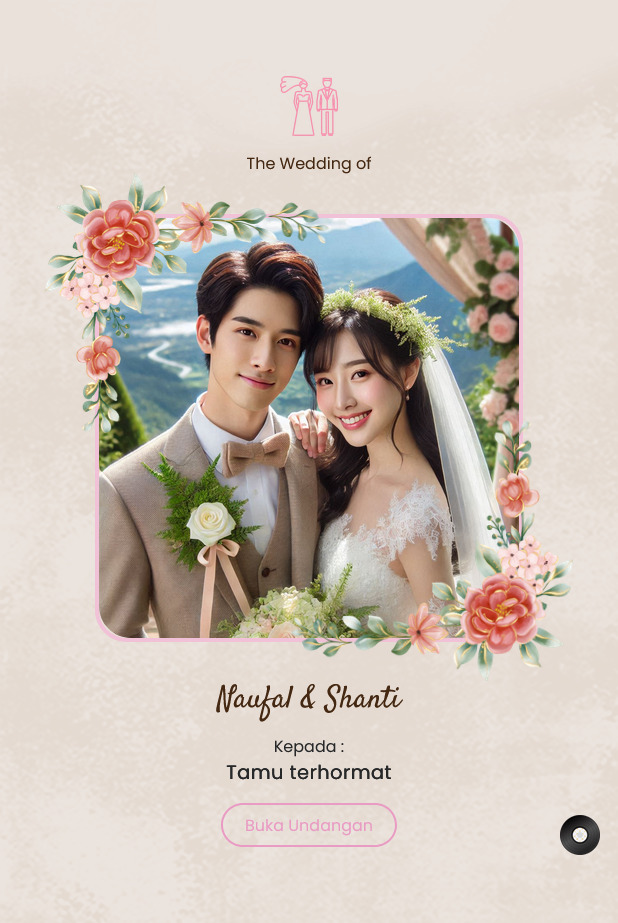 The Wedding of
Naufal & Shanti
Kepada :
Tamu terhormat
Buka Undangan